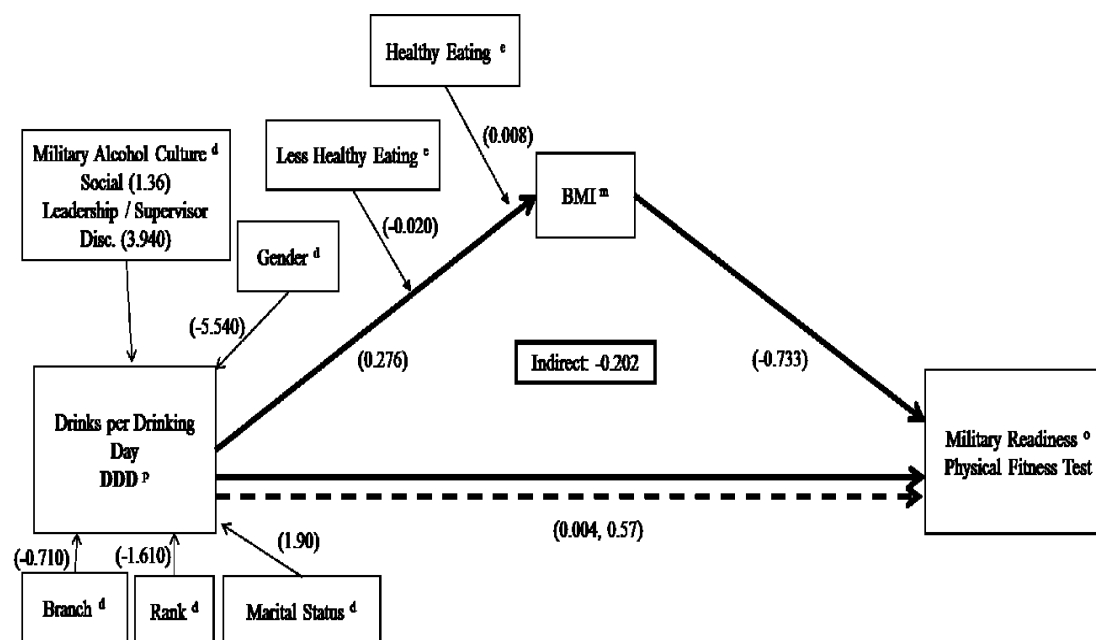 Healthy Eating ᵉ
(0.008)
Military Alcohol Culture ᵈ
Social (1.36)
Leadership / Supervisor
Disc. (3.940)
Less Healthy Eating ᵉ
(-0.020)
BMI ᵐ
Gender ᵈ
(-5.540)
(0.276)
Indirect: -0.202
(-0.733)
Drinks per Drinking
Day
DDD ᵖ
Military Readiness ᵒ
Physical Fitness Test
(0.004, 0.57)
(-0.710)
(-1.610)
(1.90)
Branch ᵈ
Rank ᵈ
Marital Status ᵈ